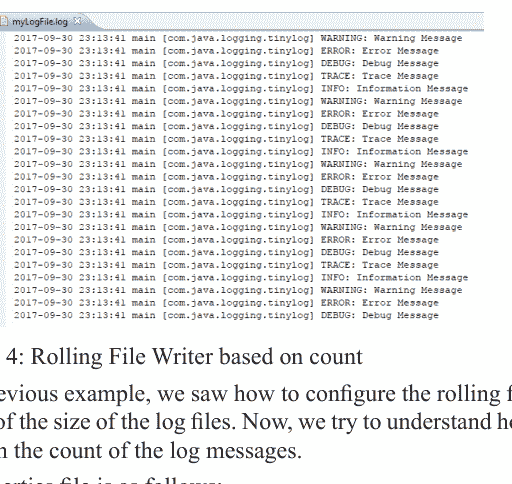 myLogFile.log
2017-09-30 23:13:41 main [com.java.logging.tinylog] WARNING: Warning Message
2017-09-30 23:13:41 main [com.java.logging.tinylog] ERROR: Error Message
2017-09-30 23:13:41 main [com.java.logging.tinylog] DEBUG: Debug Message
2017-09-30 23:13:41 main [com.java.logging.tinylog] TRACE: Trace Message
2017-09-30 23:13:41 main [com.java.logging.tinylog] INFO: Information Message
2017-09-30 23:13:41 main [com.java.logging.tinylog] WARNING: Warning Message
2017-09-30 23:13:41 main [com.java.logging.tinylog] ERROR: Error Message
2017-09-30 23:13:41 main [com.java.logging.tinylog] DEBUG: Debug Message
2017-09-30 23:13:41 main [com.java.logging.tinylog] TRACE: Trace Message
2017-09-30 23:13:41 main [com.java.logging.tinylog] INFO: Information Message
2017-09-30 23:13:41 main [com.java.logging.tinylog] WARNING: Warning Message
2017-09-30 23:13:41 main [com.java.logging.tinylog] ERROR: Error Message
2017-09-30 23:13:41 main [com.java.logging.tinylog] DEBUG: Debug Message
2017-09-30 23:13:41 main [com.java.logging.tinylog] TRACE: Trace Message
2017-09-30 23:13:41 main [com.java.logging.tinylog] INFO: Information Message
2017-09-30 23:13:41 main [com.java.logging.tinylog] WARNING: Warning Message
2017-09-30 23:13:41 main [com.java.logging.tinylog] ERROR: Error Message
2017-09-30 23:13:41 main [com.java.logging.tinylog] DEBUG: Debug Message
2017-09-30 23:13:41 main [com.java.logging.tinylog] TRACE: Trace Message
2017-09-30 23:13:41 main [com.java.logging.tinylog] INFO: Information Message
2017-09-30 23:13:41 main [com.java.logging.tinylog] WARNING: Warning Message
2017-09-30 23:13:41 main [com.java.logging.tinylog] ERROR: Error Message
2017-09-30 23:13:41 main [com.java.logging.tinylog] DEBUG: Debug Message
4: Rolling File Writer based on count
evious example, we saw how to configure the rolling f
of the size of the log files. Now, we try to understand h
n the count of the log messages.
file is as follows: